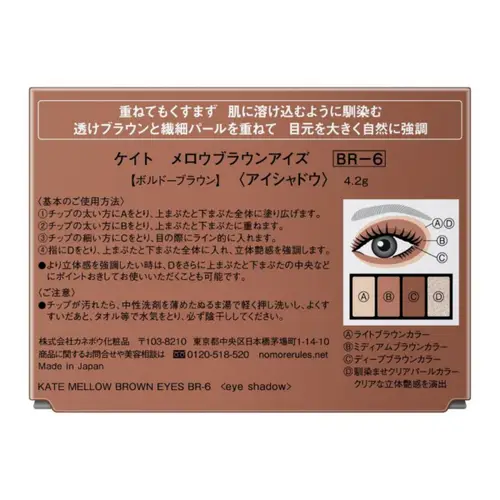 重ねてもくすまず 肌に溶け込むように馴染む
透けブラウンと繊細パールを重ねて 目元を大きく自然に強調
ケイト メロウブラウンアイズ BR-6
【ボルドーブラウン】 〈アイシャドウ〉 4.2g
〈基本のご使用方法〉
①チップの太い方にAをとり、上まぶたと下まぶた全体に塗り広げます。
②チップの太い方にBをとり、上まぶたと下まぶたに重ねます。
③チップの細い方にCをとり、目の際にライン的に入れます。
④指にDをとり、上まぶたと下まぶた全体に入れ、立体艶感を強調します。
●より立体感を強調したい時は、Dをさらに上まぶたと下まぶたの中央など
にポイントおきしていただくことをおすすめします。
〈ご注意〉
・チップが汚れたら、中性洗剤を薄めたぬるま湯で軽く押し洗いし、よくす
すいだあと、タオル等で水気をとり、必ず陰干ししてください。
株式会社カネボウ化粧品 〒103-8210 東京都中央区日本橋茅場町1-14-10
商品に関するお問合せや美容相談は 0120-518-520 nomorerules.net
Made in Japan
KATE MELLOW BROWN EYES BR-6 <eye shadow>
Ⓐ Ⓓ
Ⓑ
Ⓒ
Ⓐ Ⓑ Ⓒ Ⓓ
Ⓐライトブラウンカラー
Ⓑミディアムブラウンカラー
Ⓒディープブラウンカラー
Ⓓ馴染ませクリアパールカラー
クリアな立体艶感を演出